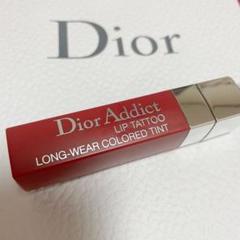 Dior
Dior Addict
LIP TATTOO
LONG-WEAR COLORED TINT